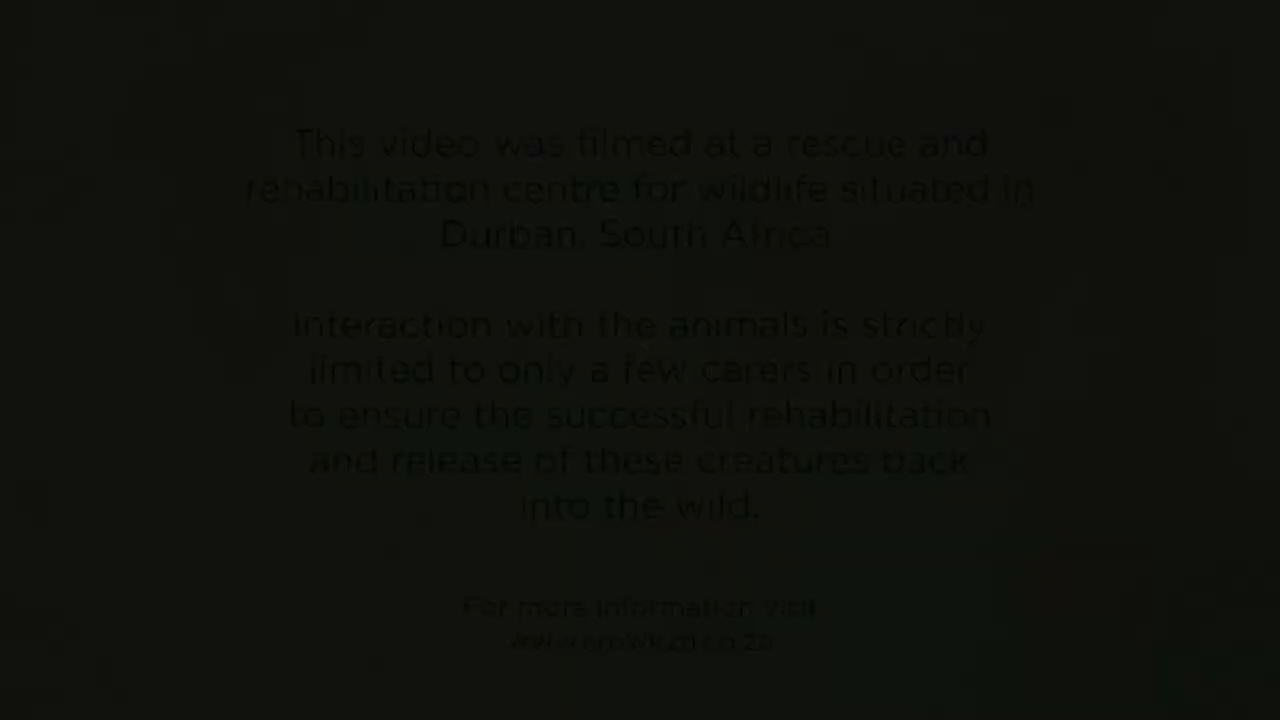 This video was filmed at a rescue and
rehabilitation centre for wildlife situated in
Durban, South Africa
Interaction with the animals is strictly
limited to only a few carers in order
to ensure the successful rehabilitation
and release of these creatures back
into the wild.
For more information visit